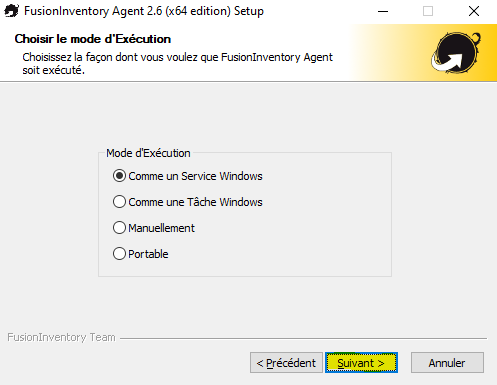 FusionInventory Agent 2.6 (x64 edition) Setup
Choisir le mode d'Exécution
Choisissez la façon dont vous voulez que FusionInventory Agent
soit exécuté.
Mode d'Exécution
Comme un Service Windows
Comme une Tâche Windows
Manuellement
Portable
FusionInventory Team
< Précédent
Suivant >
Annuler